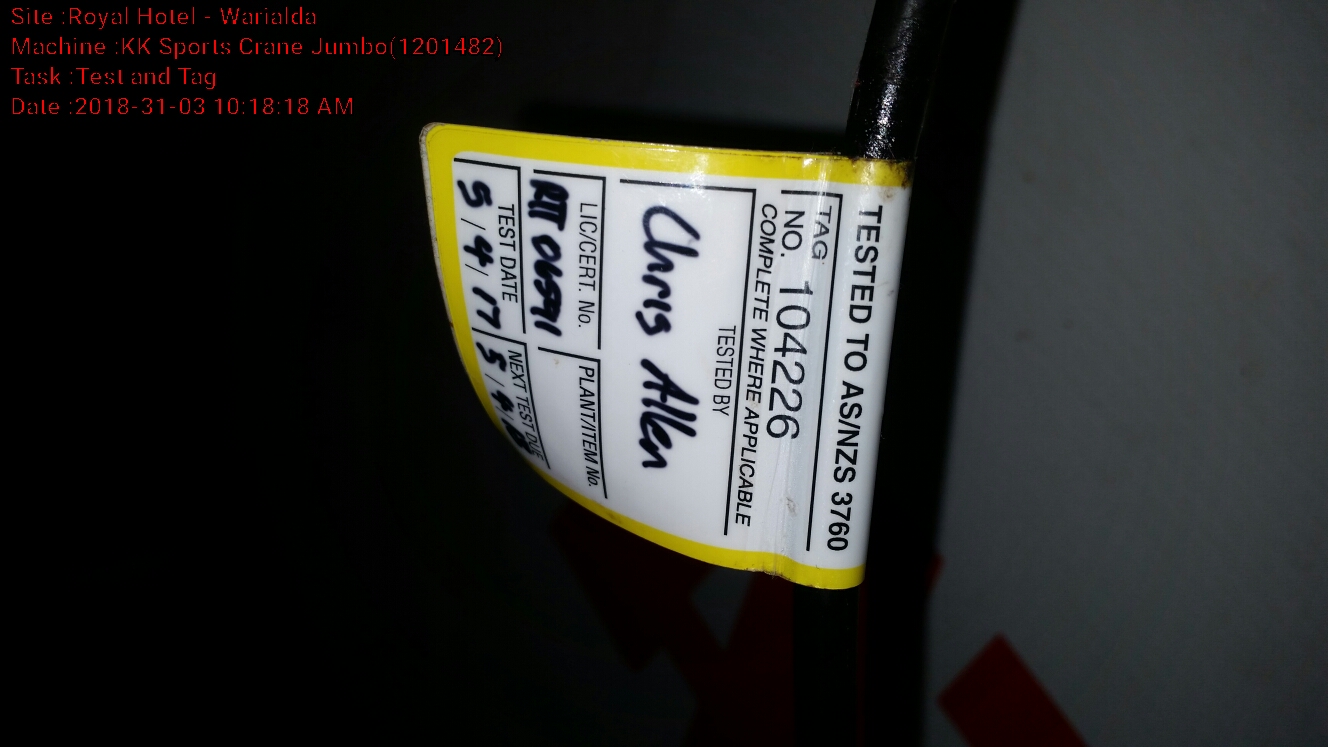 Site :Royal Hotel - Warialda
Machine :KK Sports Crane Jumbo(1201482)
Task :Test and Tag
Date :2018-31-03 10:18:18 AM
TESTED TO AS/NZS 3760
TAG
NO. 104226
COMPLETE WHERE APPLICABLE
TESTED BY
Chris Allen
LIC/CERT. No.
PLANT/ITEM No.
TEST DATE
5/4/17
NEXT TEST DUE
5/4/